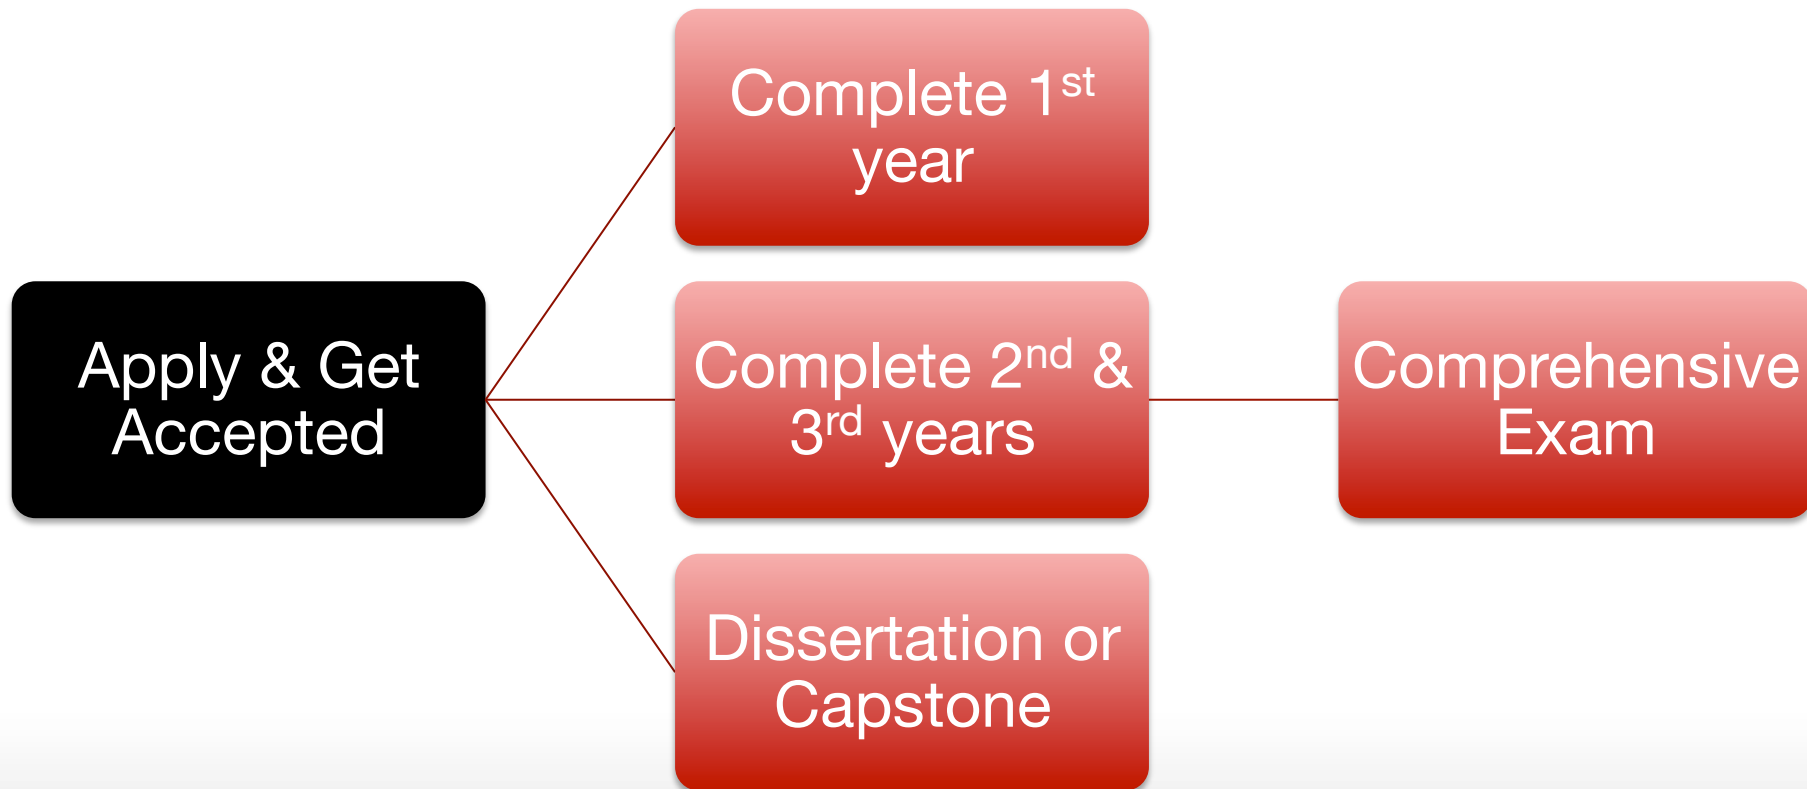 Complete 1st
year
Apply & Get
Accepted
Complete 2nd &
3rd years
Comprehensive
Exam
Dissertation or
Capstone